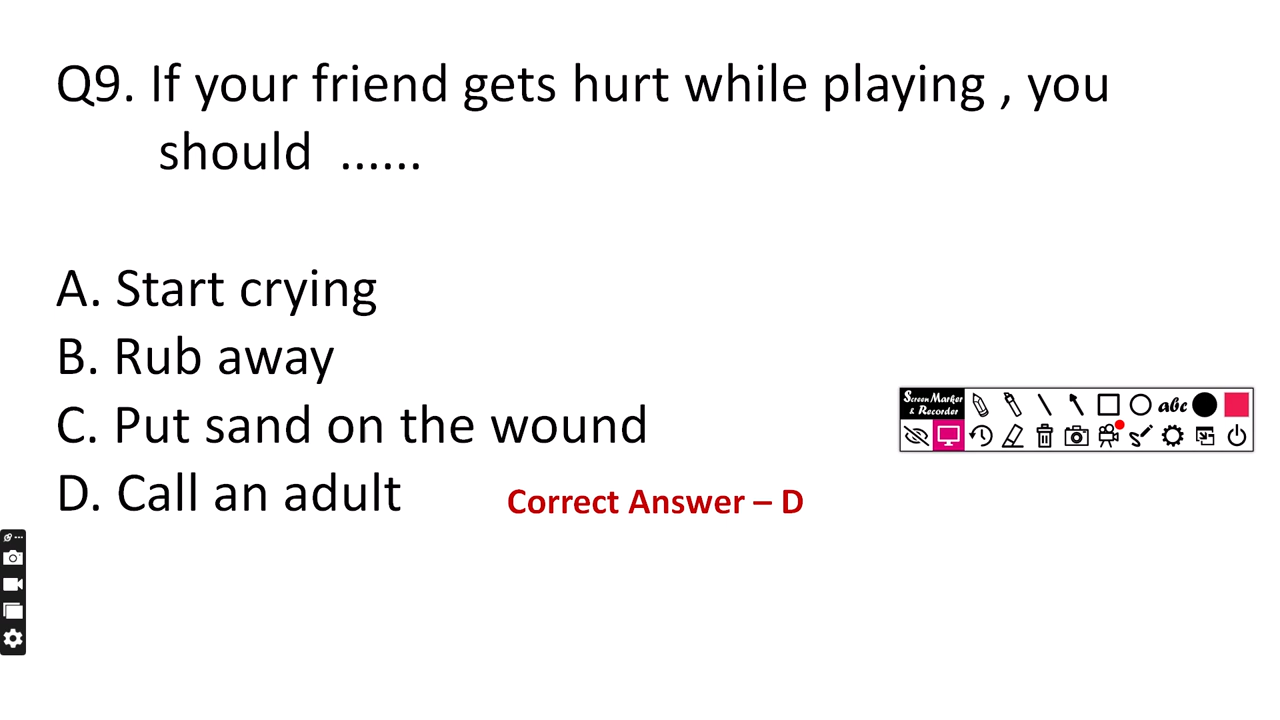 Q9. If your friend gets hurt while playing , you
should ......
A. Start crying
B. Rub away
C. Put sand on the wound
D. Call an adult
Correct Answer – D
Screen Marker
& Recorder
abc